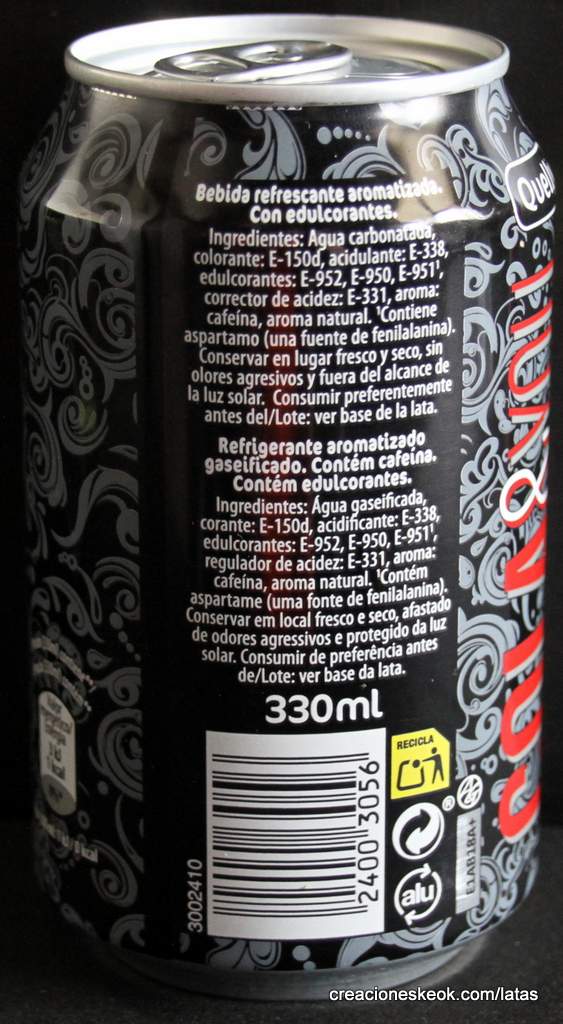 Bebida refrescante aromatizada.
Con edulcorantes.
Ingredientes: Agua carbonatada,
colorante: E-150d, acidulante: E-338,
edulcorantes: E-952, E-950, E-951¹,
corrector de acidez: E-331, aroma:
cafeína, aroma natural. ¹Contiene
aspartamo (una fuente de fenilalanina).
Conservar en lugar fresco y seco, sin
olores agresivos y fuera del alcance de
la luz solar. Consumir preferentemente
antes del/Lote: ver base de la lata.
Refrigerante aromatizado
gaseificado. Contém cafeína.
Contém edulcorantes.
Ingredientes: Água gaseificada,
corante: E-150d, acidificante: E-338,
edulcorantes: E-952, E-950, E-951¹,
regulador de acidez: E-331, aroma:
cafeína, aroma natural. ¹Contém
aspartame (uma fonte de fenilalanina).
Conservar em local fresco e seco, afastado
de odores agressivos e protegido da luz
solar. Consumir de preferência antes
de/Lote: ver base da lata.
330ml
RECICLA
2400 3056
3002410
®
alu
E1AB18A+
creacioneskeok.com/latas